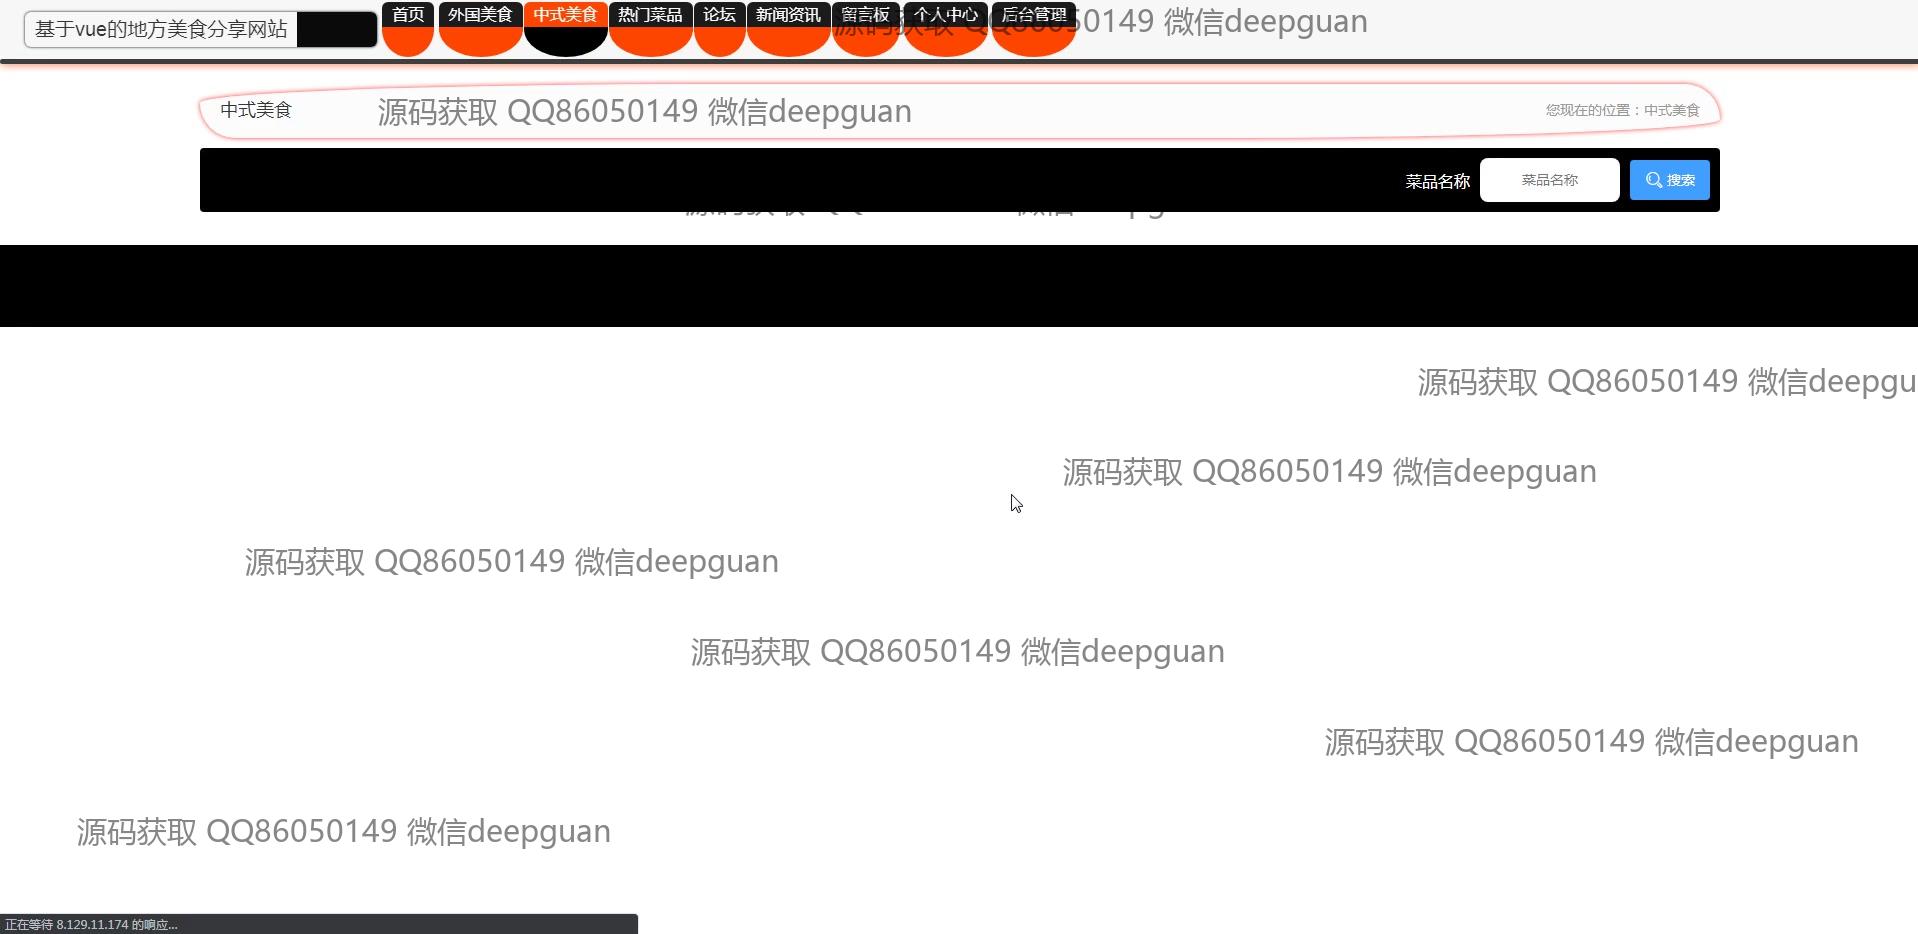 基于vue的地方美食分享网站
首页 外国美食 中式美食 热门菜品 论坛 新闻资讯 留言板 个人中心 后台管理
源码获取 QQ86050149 微信deepguan
中式美食
源码获取 QQ86050149 微信deepguan
您现在的位置：中式美食
菜品名称 菜品名称 搜索
源码获取 QQ86050149 微信deepgu
源码获取 QQ86050149 微信deepguan
源码获取 QQ86050149 微信deepguan
源码获取 QQ86050149 微信deepguan
源码获取 QQ86050149 微信deepguan
源码获取 QQ86050149 微信deepguan
正在等待 8.129.11.174 的响应...